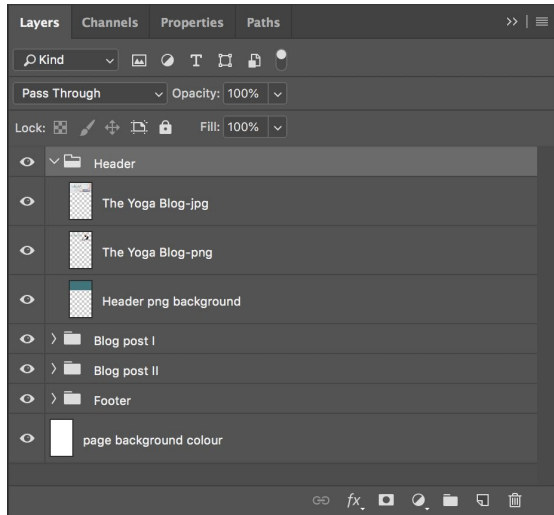 Layers Channels Properties Paths
Kind
Pass Through Opacity: 100%
Lock: Fill: 100%
Header
The Yoga Blog-jpg
The Yoga Blog-png
Header png background
Blog post I
Blog post II
Footer
page background colour
fx